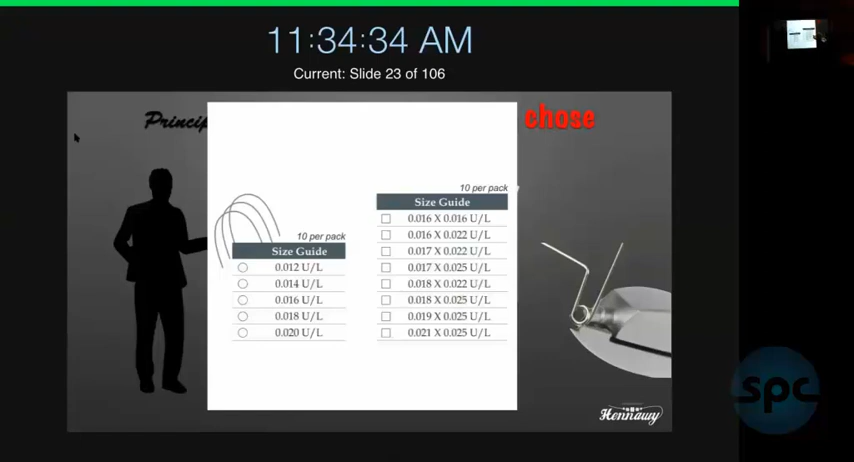 11:34:34 AM
Current: Slide 23 of 106
Princip
chose
10 per pack
Size Guide
0.012 U/L
0.014 U/L
0.016 U/L
0.018 U/L
0.020 U/L
10 per pack
Size Guide
0.016 X 0.016 U/L
0.016 X 0.022 U/L
0.017 X 0.022 U/L
0.017 X 0.025 U/L
0.018 X 0.022 U/L
0.018 X 0.025 U/L
0.019 X 0.025 U/L
0.021 X 0.025 U/L
Hennawy
spc